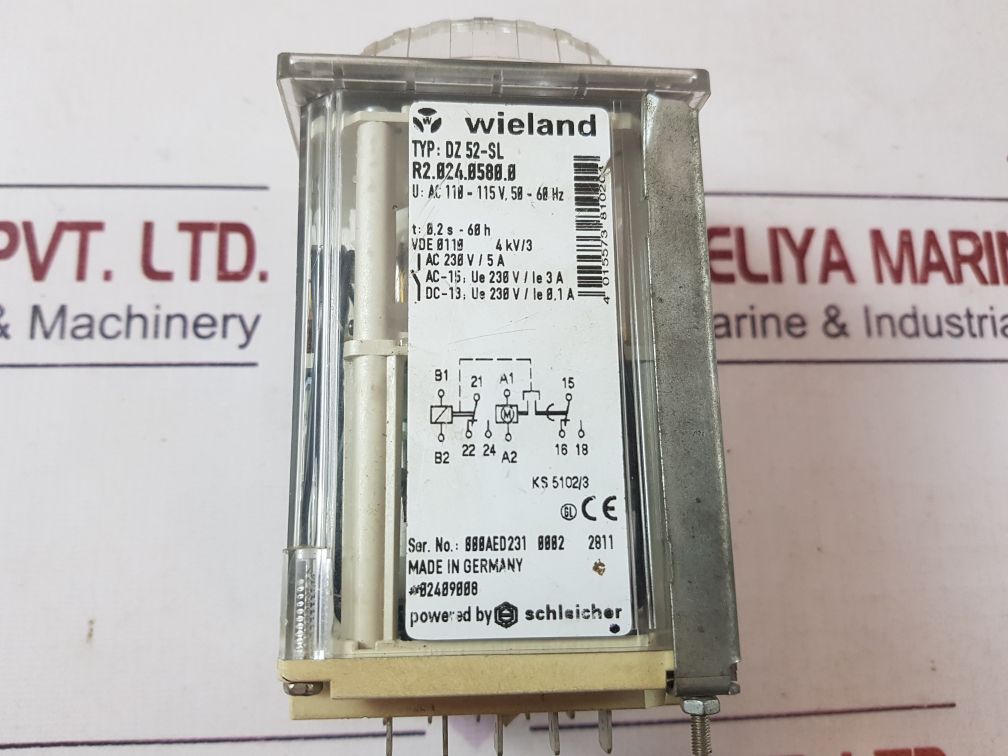 wieland
TYP: DZ 52-SL
R2.024.0580.0
U: AC 110 - 115 V, 50 - 60 Hz
t: 0,2 s - 60 h
VDE 0110 4 kV/3
AC 230 V / 5 A
AC-15: Ue 230 V / Ie 3 A
DC-13: Ue 230 V / Ie 0,1 A
B1 21 A1 15
M
B2 22 24 A2 16 18
KS 5102/3
GL CE
Ser. No.: 000AED231 0002 2811
MADE IN GERMANY
*02409008
powered by schleicher
PVT. LTD.
& Machinery
ELIYA MARIN
arine & Industria